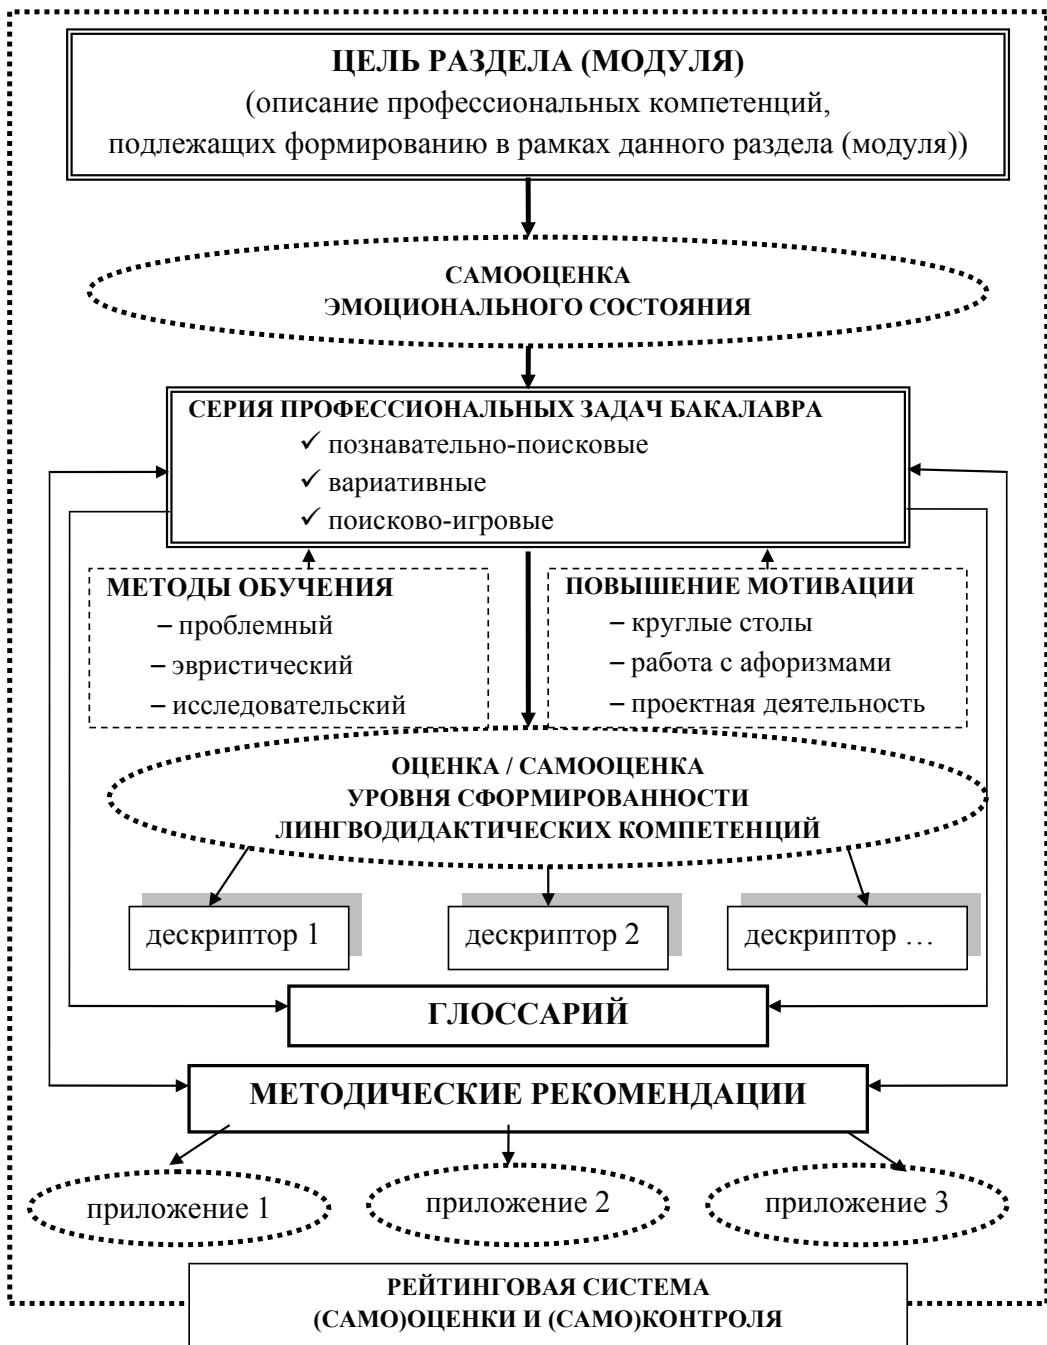 ЦЕЛЬ РАЗДЕЛА (МОДУЛЯ)
(описание профессиональных компетенций,
подлежащих формированию в рамках данного раздела (модуля))
САМООЦЕНКА
ЭМОЦИОНАЛЬНОГО СОСТОЯНИЯ
СЕРИЯ ПРОФЕССИОНАЛЬНЫХ ЗАДАЧ БАКАЛАВРА
✓ познавательно-поисковые
✓ вариативные
✓ поисково-игровые
МЕТОДЫ ОБУЧЕНИЯ
– проблемный
– эвристический
– исследовательский
ПОВЫШЕНИЕ МОТИВАЦИИ
– круглые столы
– работа с афоризмами
– проектная деятельность
ОЦЕНКА / САМООЦЕНКА
УРОВНЯ СФОРМИРОВАННОСТИ
ЛИНГВОДИДАКТИЧЕСКИХ КОМПЕТЕНЦИЙ
дескриптор 1
дескриптор 2
дескриптор …
ГЛОССАРИЙ
МЕТОДИЧЕСКИЕ РЕКОМЕНДАЦИИ
приложение 1
приложение 2
приложение 3
РЕЙТИНГОВАЯ СИСТЕМА
(САМО)ОЦЕНКИ И (САМО)КОНТРОЛЯ